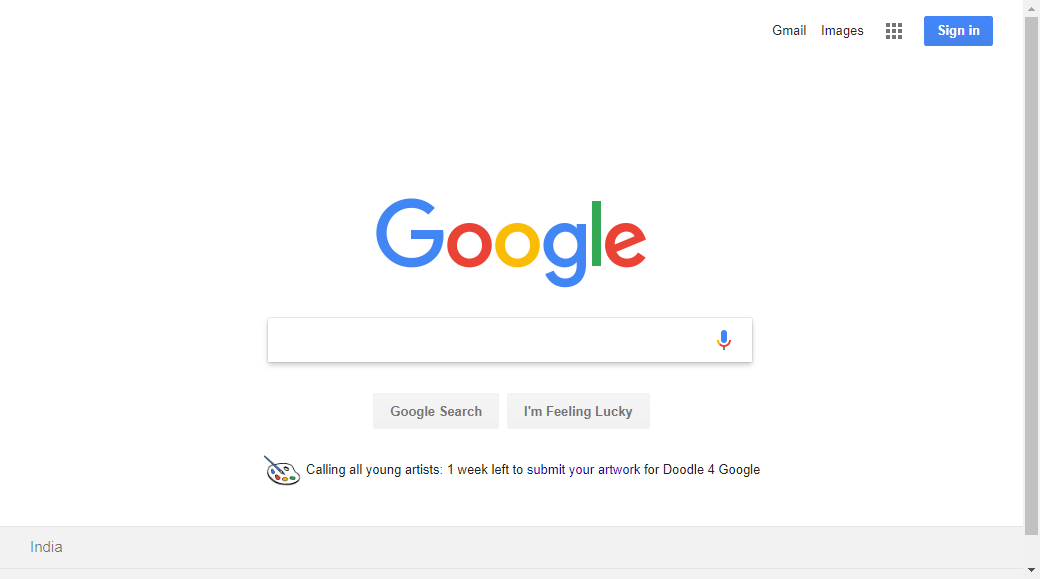 Gmail Images Sign in
Google
Google Search I'm Feeling Lucky
Calling all young artists: 1 week left to submit your artwork for Doodle 4 Google
India